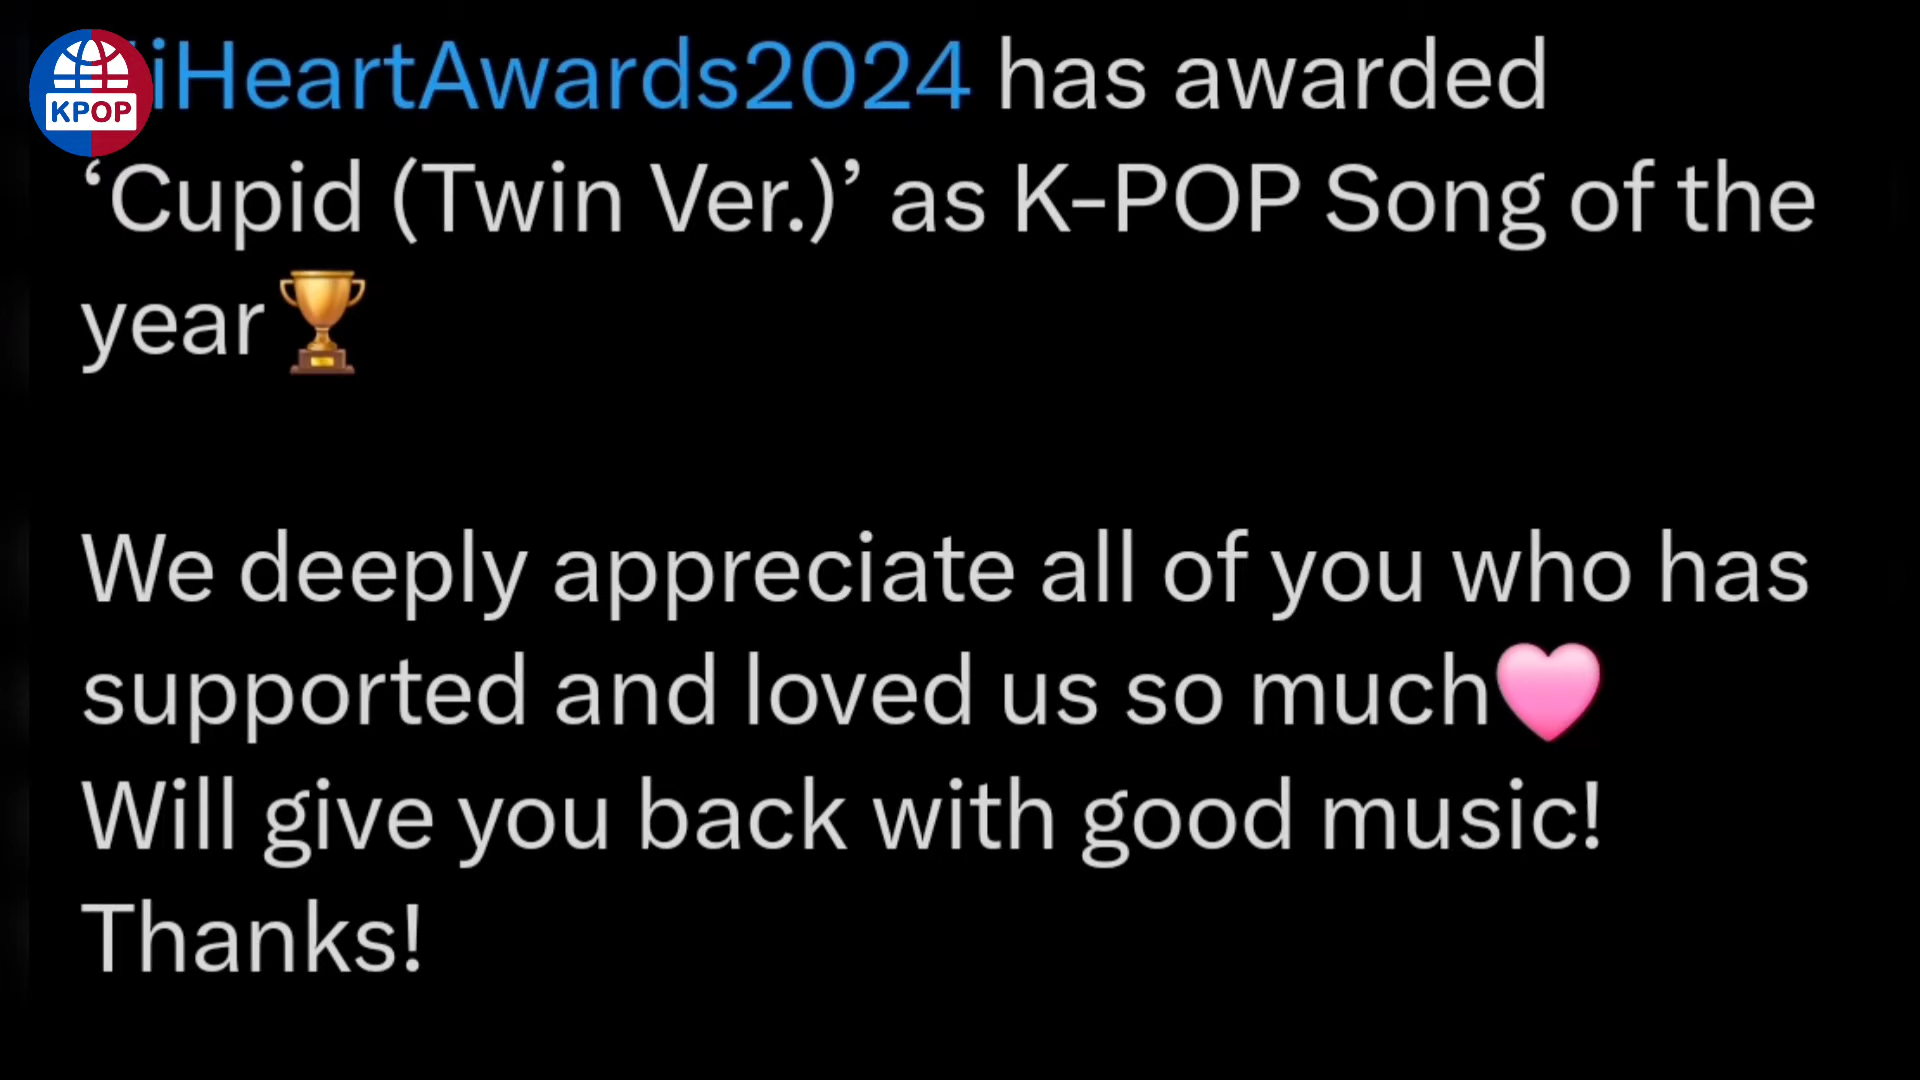 KPOP
iHeartAwards2024 has awarded
‘Cupid (Twin Ver.)’ as K-POP Song of the
year🏆
We deeply appreciate all of you who has
supported and loved us so much🩷
Will give you back with good music!
Thanks!